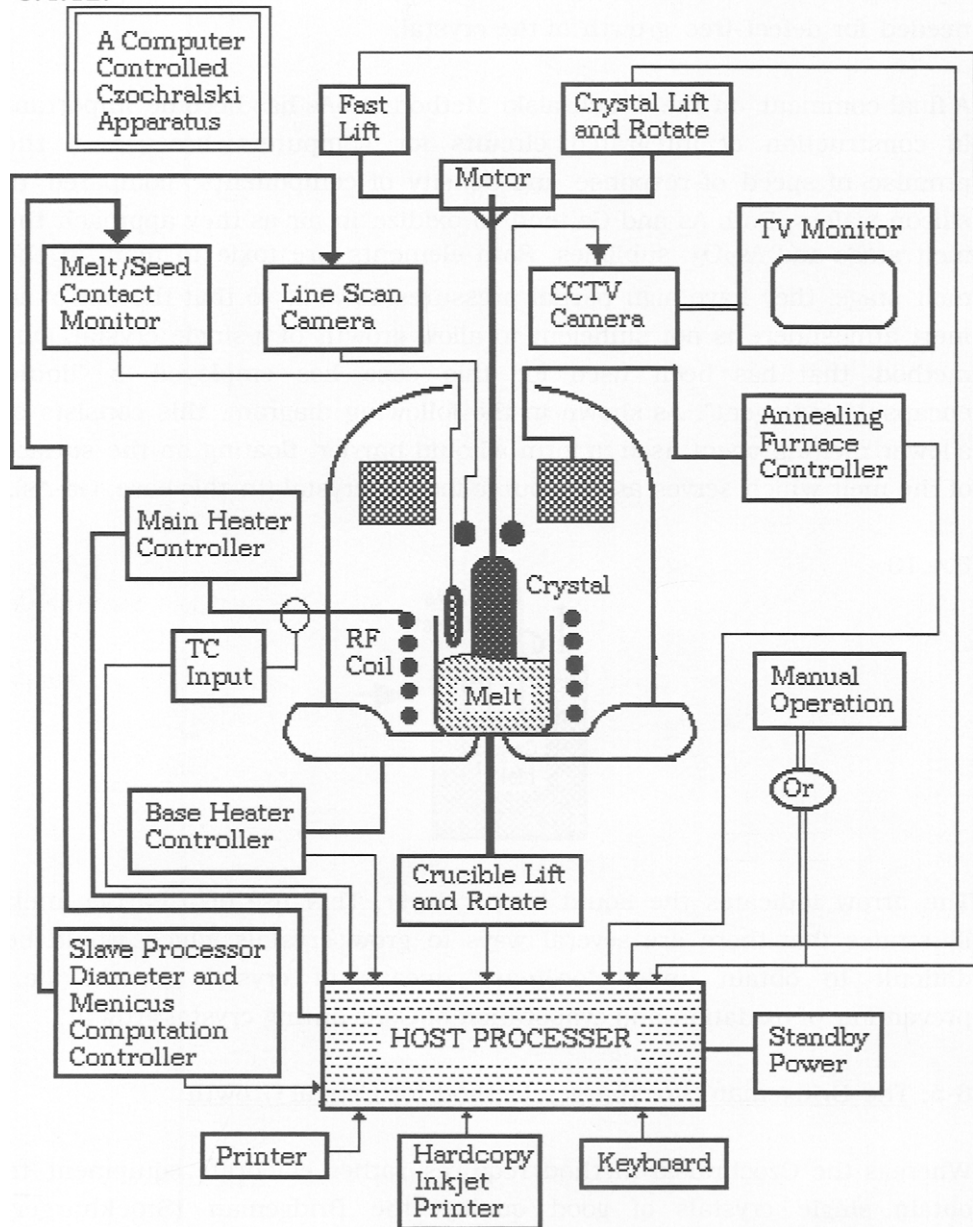 A Computer
Controlled
Czochralski
Apparatus
Fast
Lift
Crystal Lift
and Rotate
Motor
TV Monitor
Melt/Seed
Contact
Monitor
Line Scan
Camera
CCTV
Camera
Annealing
Furnace
Controller
Main Heater
Controller
Crystal
TC
Input
RF
Coil
Melt
Manual
Operation
Or
Base Heater
Controller
Crucible Lift
and Rotate
Slave Processor
Diameter and
Menicus
Computation
Controller
HOST PROCESSER
Standby
Power
Printer
Hardcopy
Inkjet
Printer
Keyboard